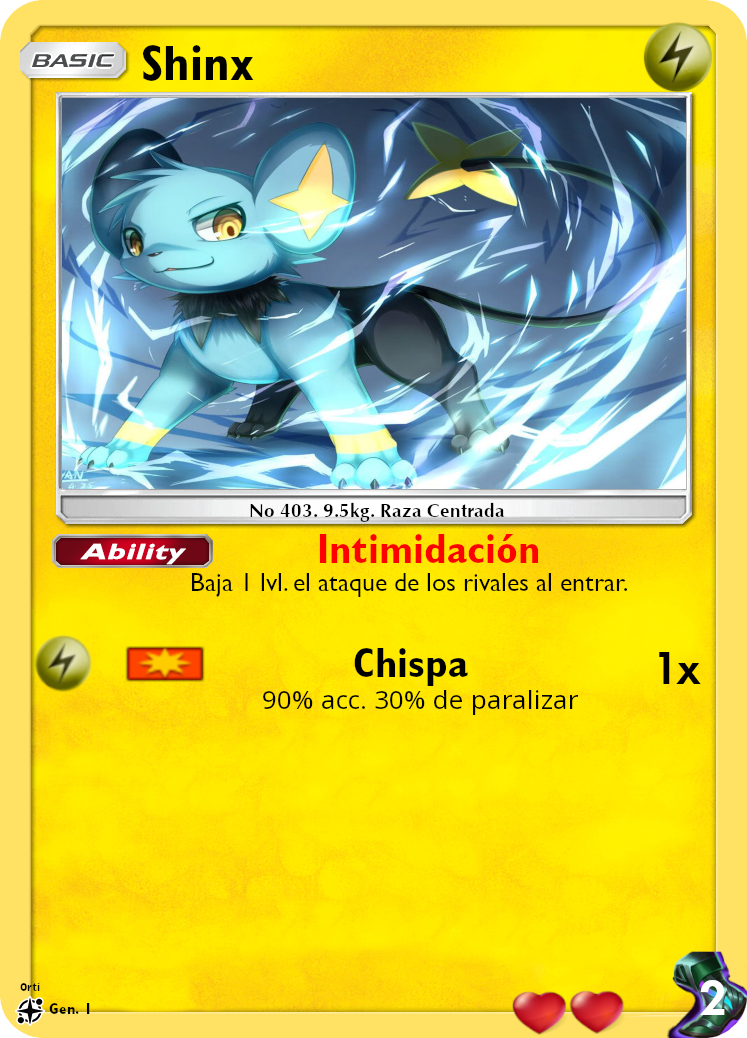 BASIC Shinx
No 403. 9.5kg. Raza Centrada
Ability Intimidación
Baja 1 lvl. el ataque de los rivales al entrar.
Chispa 1x
90% acc. 30% de paralizar
Orti
Gen. 1
2